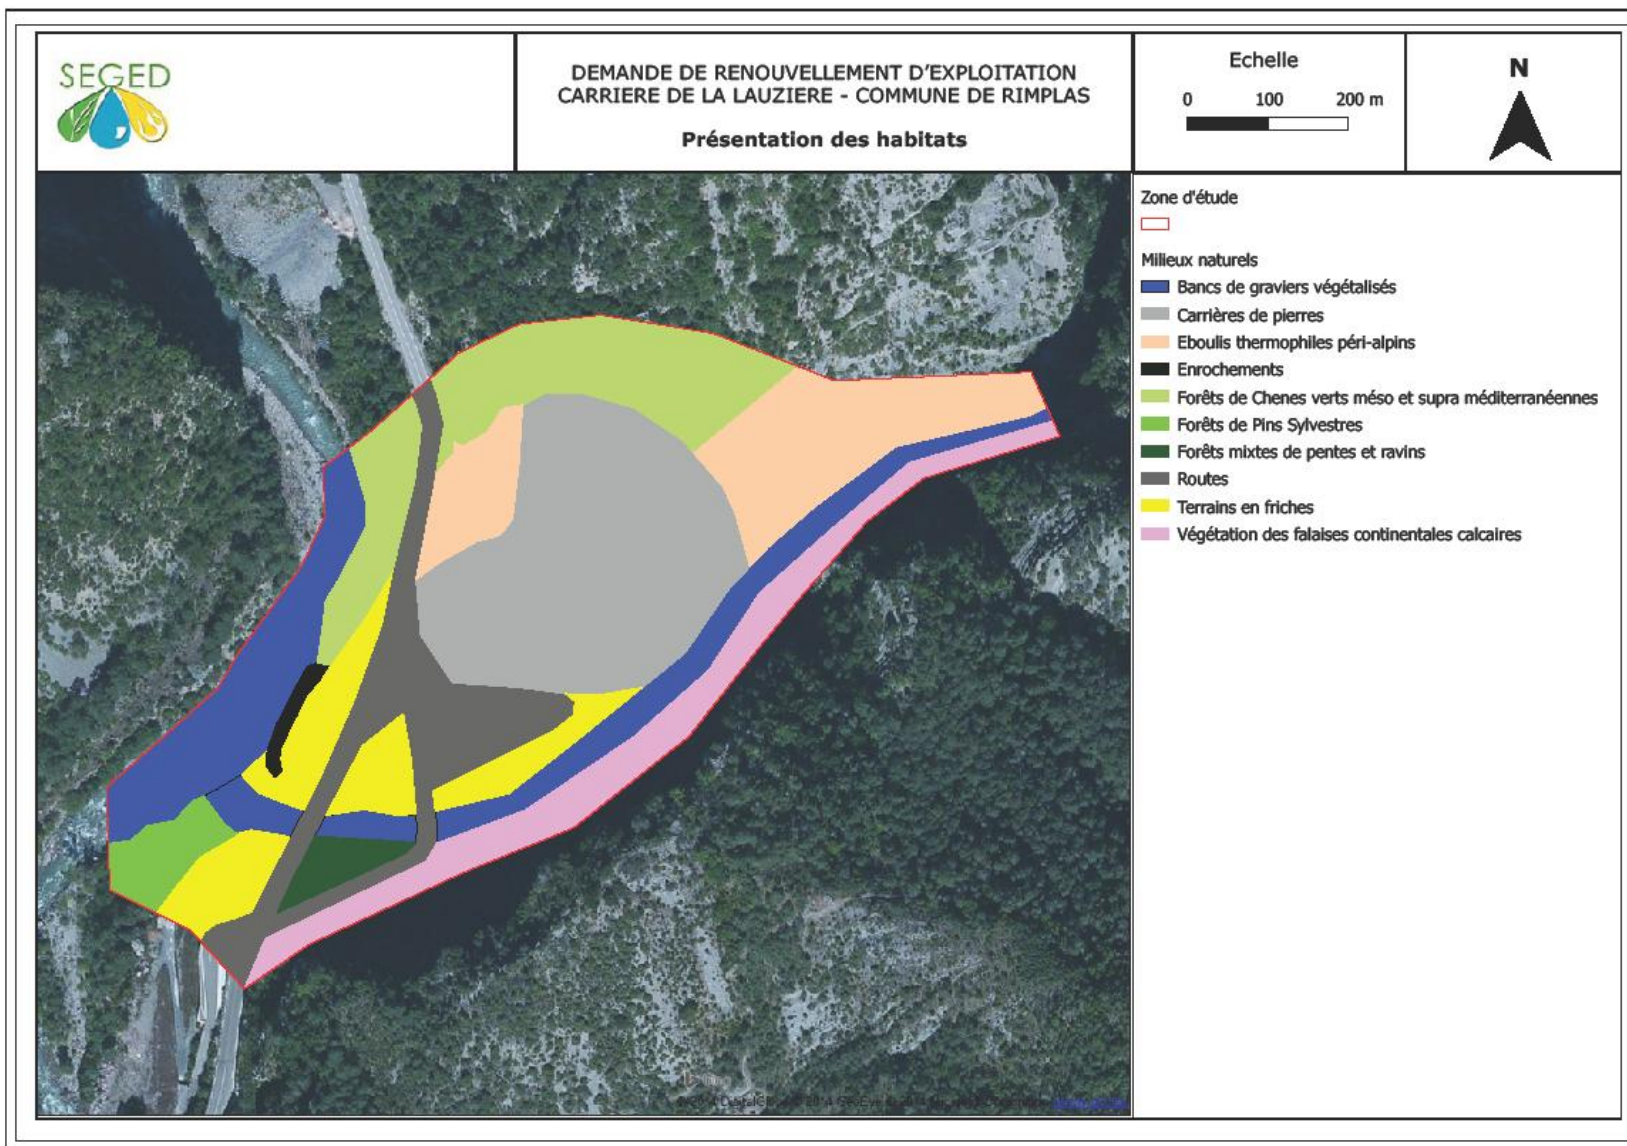 SEGED
DEMANDE DE RENOUVELLEMENT D'EXPLOITATION
CARRIERE DE LA LAUZIERE - COMMUNE DE RIMPLAS
Présentation des habitats
Echelle
0 100 200 m
N
Zone d'étude
Milieux naturels
Bancs de graviers végétalisés
Carrières de pierres
Eboulis thermophiles péri-alpins
Enrochements
Forêts de Chenes verts méso et supra méditerranéennes
Forêts de Pins Sylvestres
Forêts mixtes de pentes et ravins
Routes
Terrains en friches
Végétation des falaises continentales calcaires